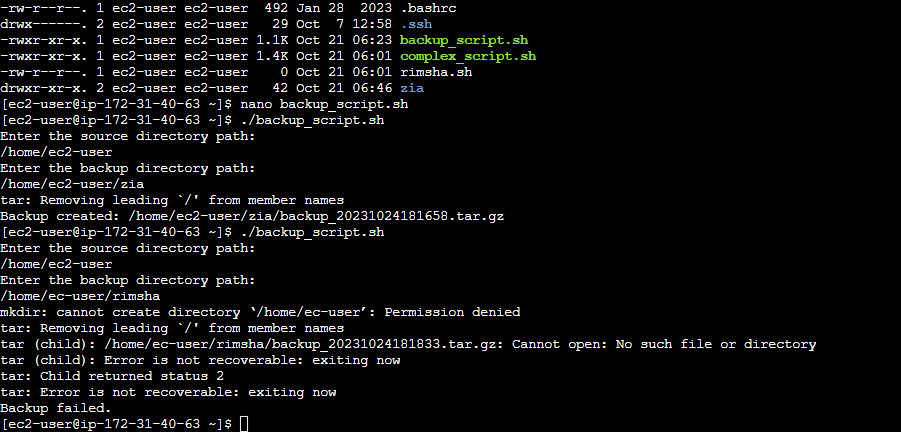 -rw-r--r--. 1 ec2-user ec2-user  492 Jan 28  2023 .bashrc
drwx------. 2 ec2-user ec2-user   29 Oct  7 12:58 .ssh
-rwxr-xr-x. 1 ec2-user ec2-user 1.1K Oct 21 06:23 backup_script.sh
-rwxr-xr-x. 1 ec2-user ec2-user 1.4K Oct 21 06:01 complex_script.sh
-rw-r--r--. 1 ec2-user ec2-user    0 Oct 21 06:01 rimsha.sh
drwxr-xr-x. 2 ec2-user ec2-user   42 Oct 21 06:46 zia
[ec2-user@ip-172-31-40-63 ~]$ nano backup_script.sh
[ec2-user@ip-172-31-40-63 ~]$ ./backup_script.sh
Enter the source directory path:
/home/ec2-user
Enter the backup directory path:
/home/ec2-user/zia
tar: Removing leading `/' from member names
Backup created: /home/ec2-user/zia/backup_20231024181658.tar.gz
[ec2-user@ip-172-31-40-63 ~]$ ./backup_script.sh
Enter the source directory path:
/home/ec2-user
Enter the backup directory path:
/home/ec-user/rimsha
mkdir: cannot create directory ‘/home/ec-user’: Permission denied
tar: Removing leading `/' from member names
tar (child): /home/ec-user/rimsha/backup_20231024181833.tar.gz: Cannot open: No such file or directory
tar (child): Error is not recoverable: exiting now
tar: Child returned status 2
tar: Error is not recoverable: exiting now
Backup failed.
[ec2-user@ip-172-31-40-63 ~]$